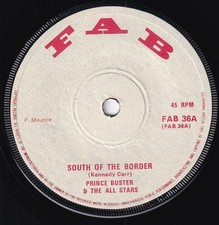 FAB
P. Maurice
45 RPM
FAB 36A
(FAB 36A)
SOUTH OF THE BORDER
(Kennedy Carr)
PRINCE BUSTER
& THE ALL STARS